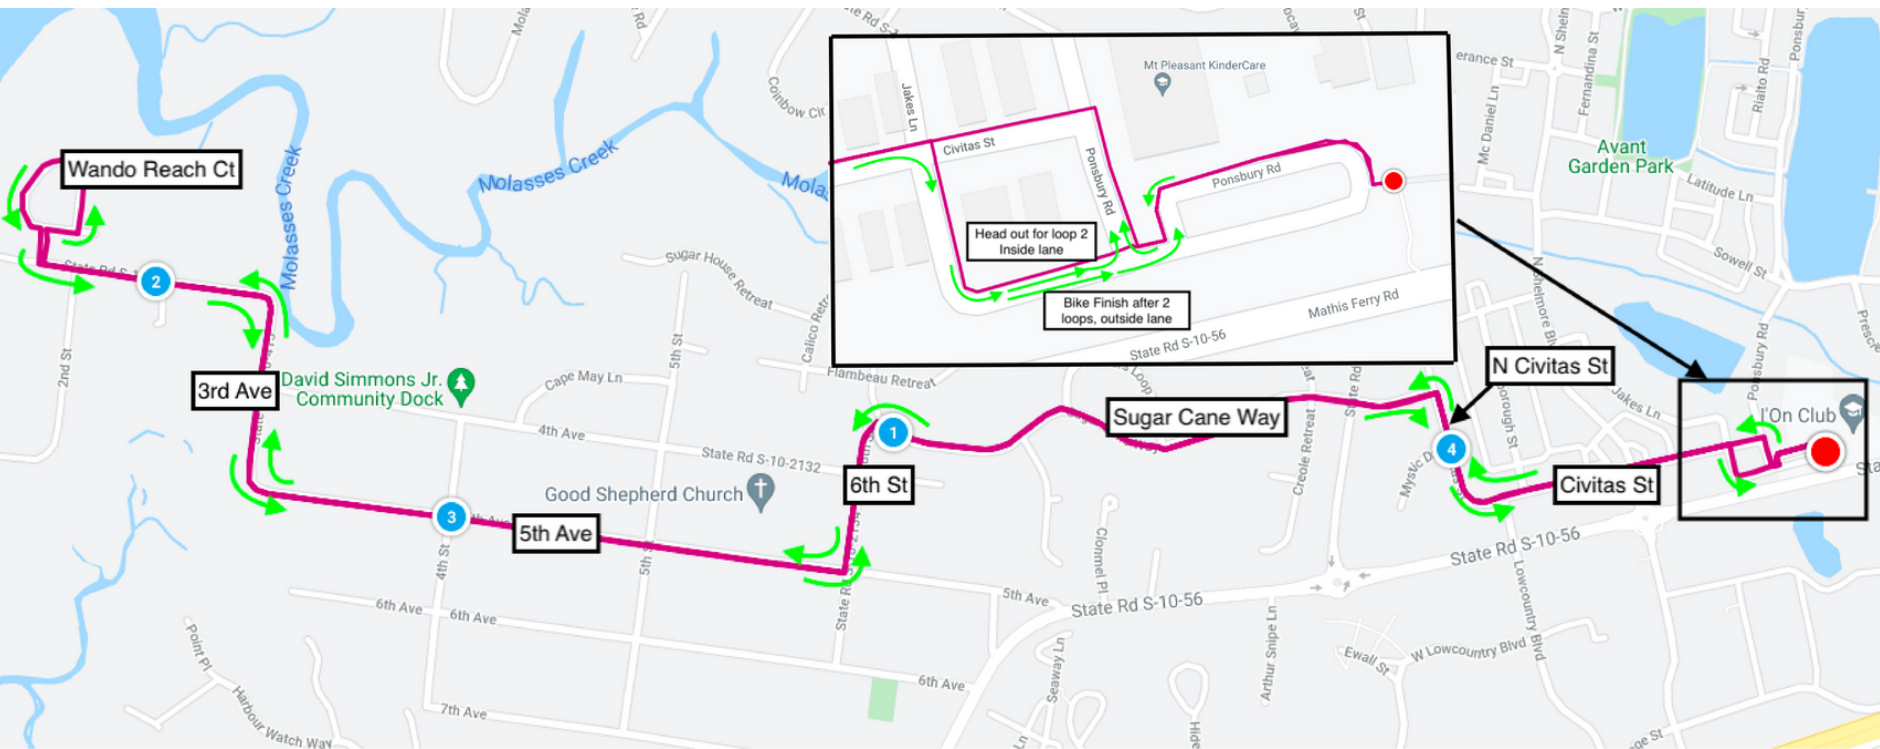 Wando Reach Ct
2
3rd Ave
David Simmons Jr.
Community Dock
Molasses Creek
Molasses Creek
Mola
Coinbow Cir
Sugar House Retreat
Calico Retr
Flambeau Retreat
Cape May Ln
2nd St
5th St
4th Ave
State Rd S-10-2132
Good Shepherd Church
1
6th St
3
5th Ave
4th St
5th St
6th Ave
6th Ave
6th Ave
7th Ave
5th Ave
Point Pl
Harbour Watch Way
State Rd S-10-56
Seaway Ln
Clonmel Pl
Arthur Snipe Ln
Creole Retreat
Ewall St
W Lowcountry Blvd
Lowcountry Blvd
State Rd S-10-56
Sugar Cane Way
4
N Civitas St
Civitas St
Jakes Ln
I'On Club
Ponsbury Rd
Sowell St
Latitude Ln
Avant
Garden Park
Mc Daniel Ln
Fernandina St
Rialto Rd
erance St
Mt Pleasant KinderCare
Jakes Ln
Civitas St
Ponsbury Rd
Ponsbury Rd
Head out for loop 2
Inside lane
Bike Finish after 2
loops, outside lane
Mathis Ferry Rd
State Rd S-10-56